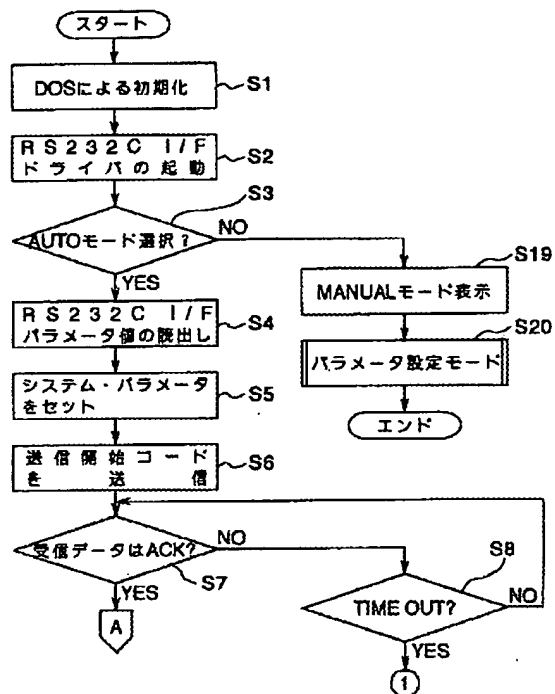 スタート
DOSによる初期化
S1
RS232C I/F
ドライバの起動
S2
S3
AUTOモード選択?
NO
YES
S19
MANUALモード表示
RS232C I/F
パラメータ値の読出し
S4
S20
パラメータ設定モード
システム・パラメータ
をセット
S5
エンド
送信開始コード
を送信
S6
受信データはACK?
NO
S7
YES
S8
TIME OUT?
NO
A
YES
1